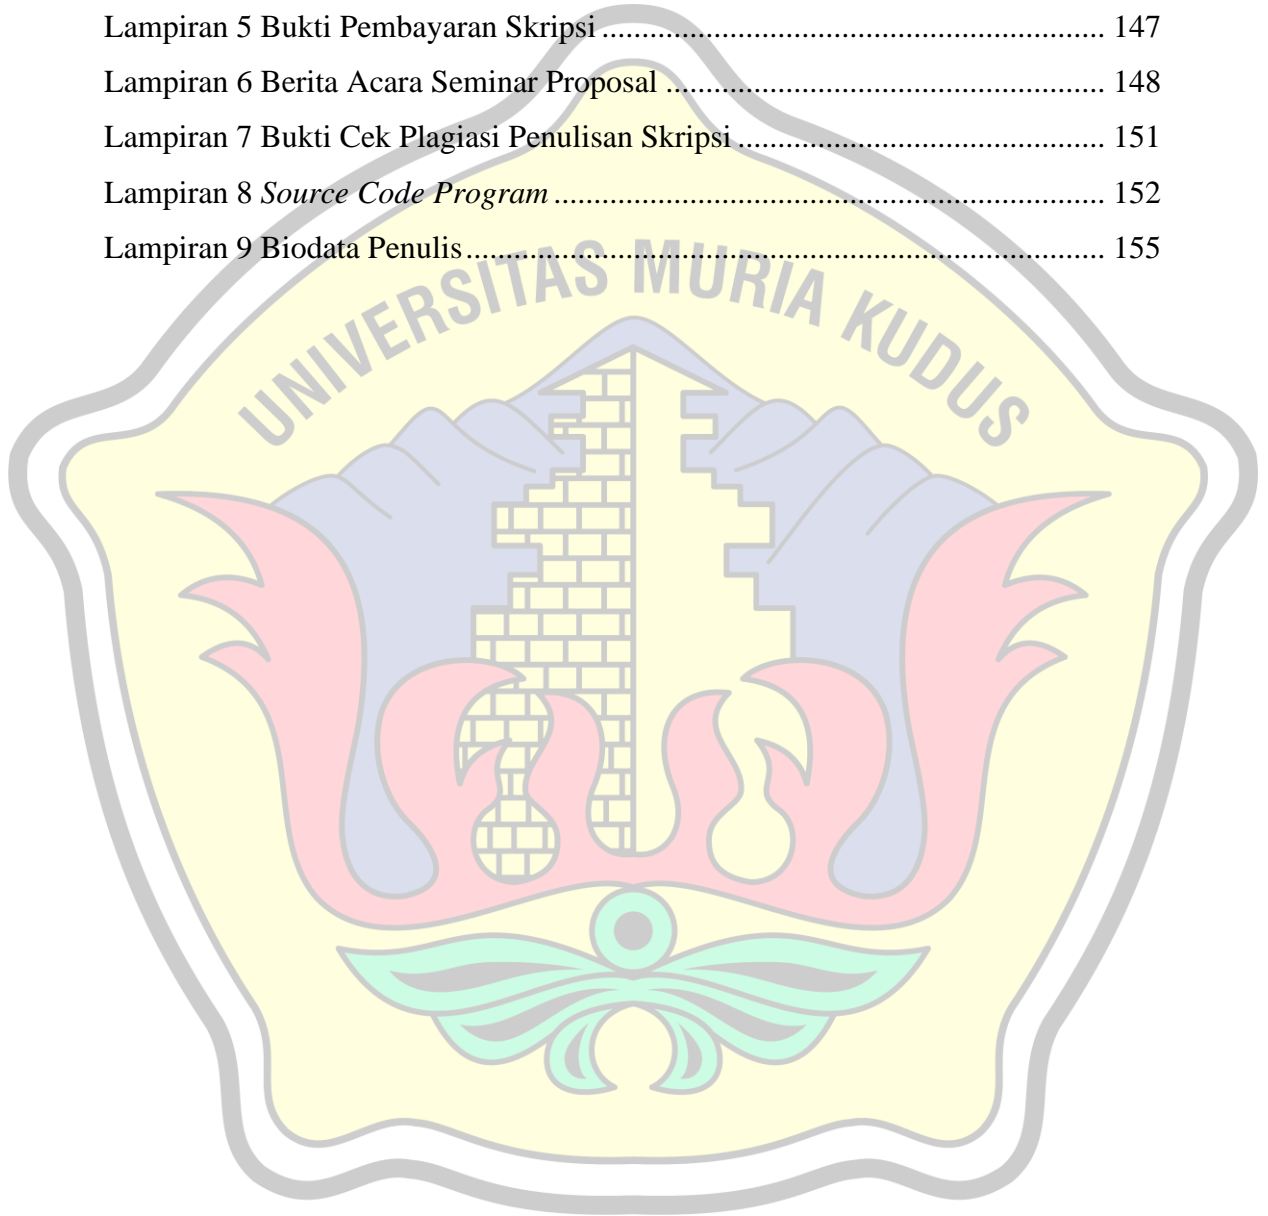 Lampiran 5 Bukti Pembayaran Skripsi ............................................................... 147
Lampiran 6 Berita Acara Seminar Proposal ....................................................... 148
Lampiran 7 Bukti Cek Plagiasi Penulisan Skripsi .............................................. 151
Lampiran 8 Source Code Program ..................................................................... 152
Lampiran 9 Biodata Penulis ................................................................................ 155
UNIVERSITAS MURIA KUDUS